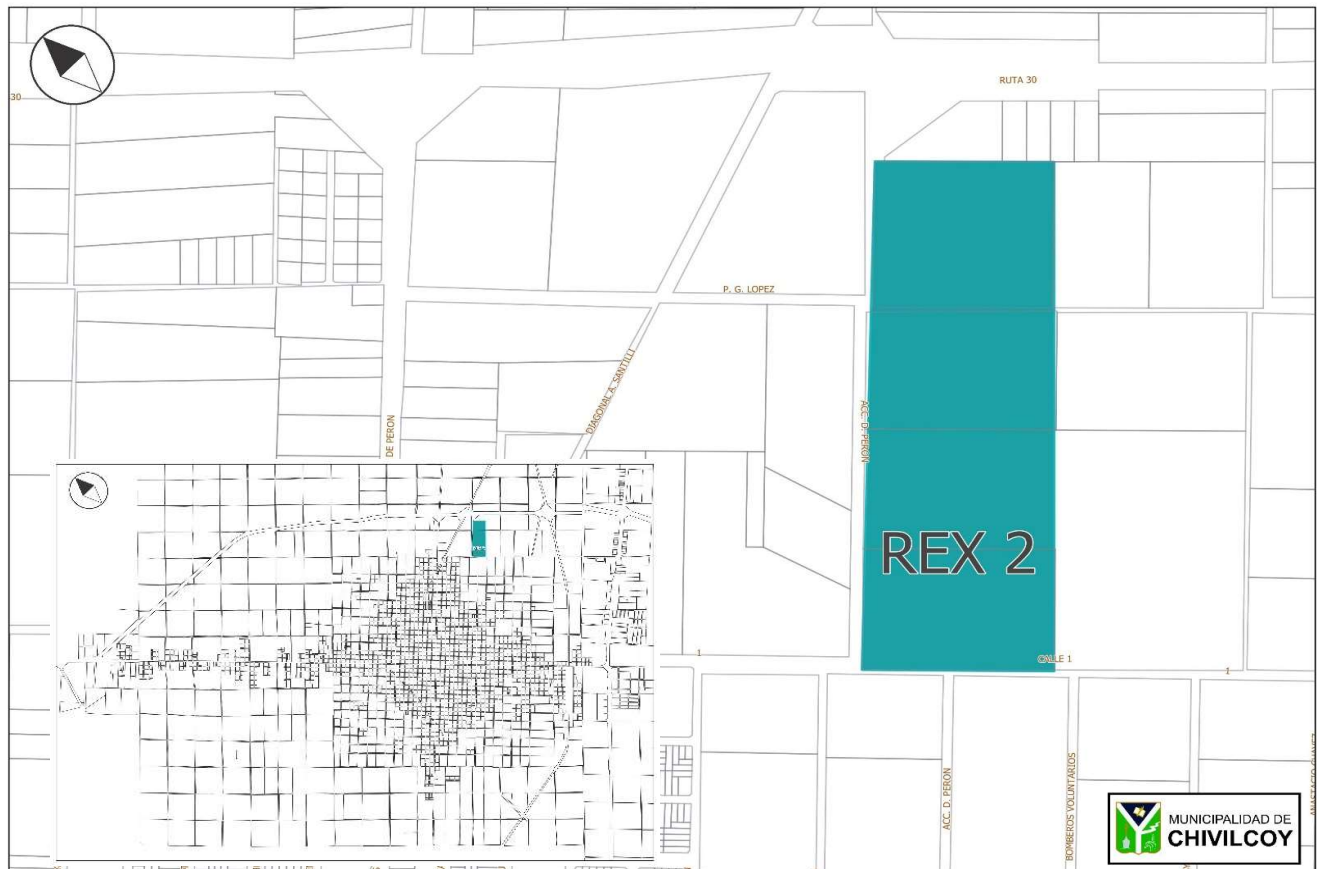 RUTA 30
30
P. G. LOPEZ
DIAGONAL A. SANTILLI
DE PERON
ACC. D. PERON
REX 2
CALLE 1
1
1
ACC. D. PERON
BOMBEROS VOLUNTARIOS
MUNICIPALIDAD DE
CHIVILCOY